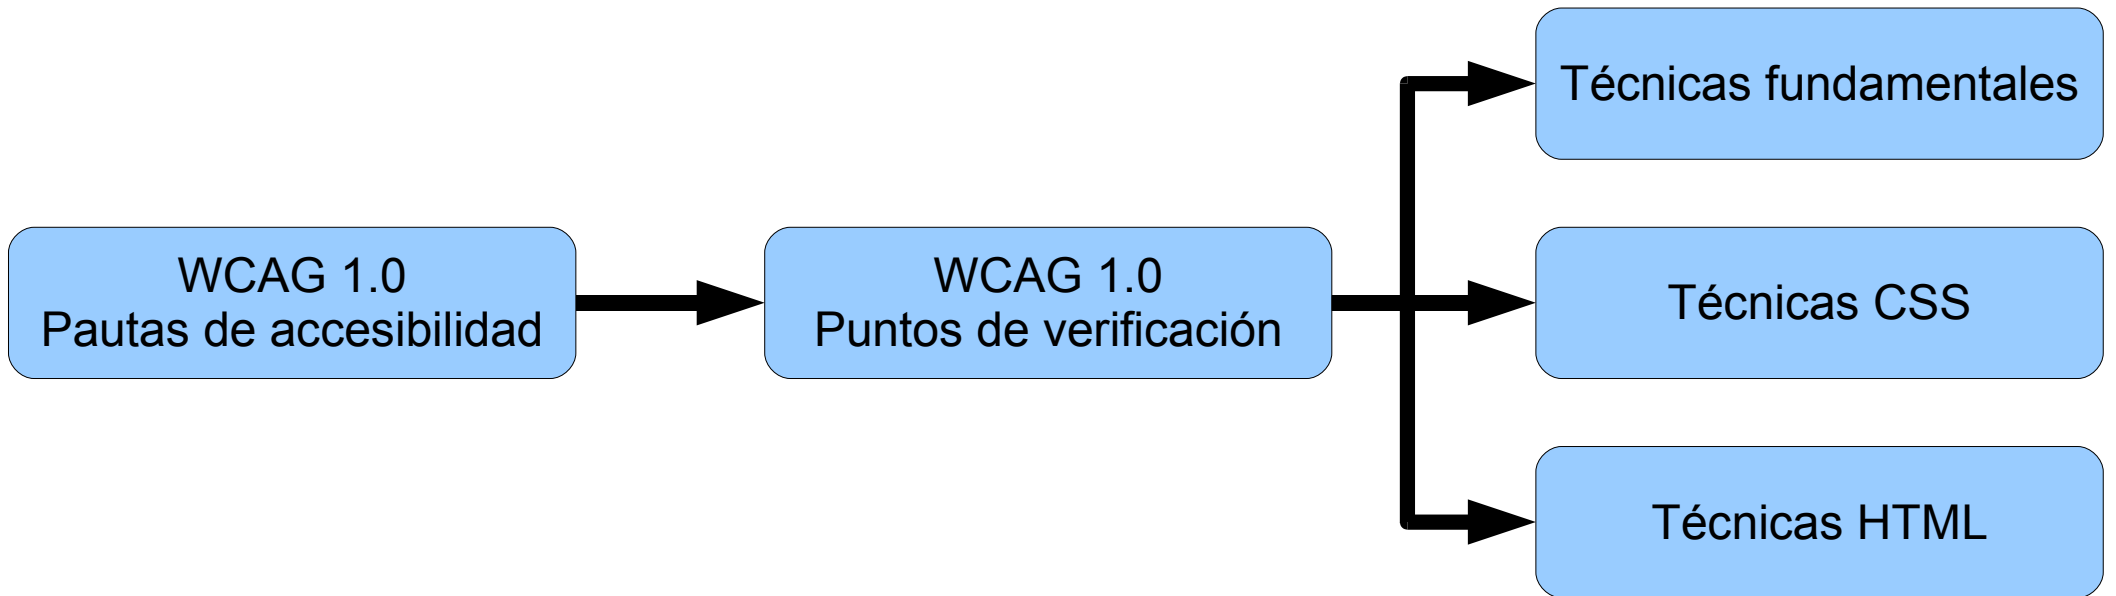 WCAG 1.0
Pautas de accesibilidad
WCAG 1.0
Puntos de verificación
Técnicas fundamentales
Técnicas CSS
Técnicas HTML